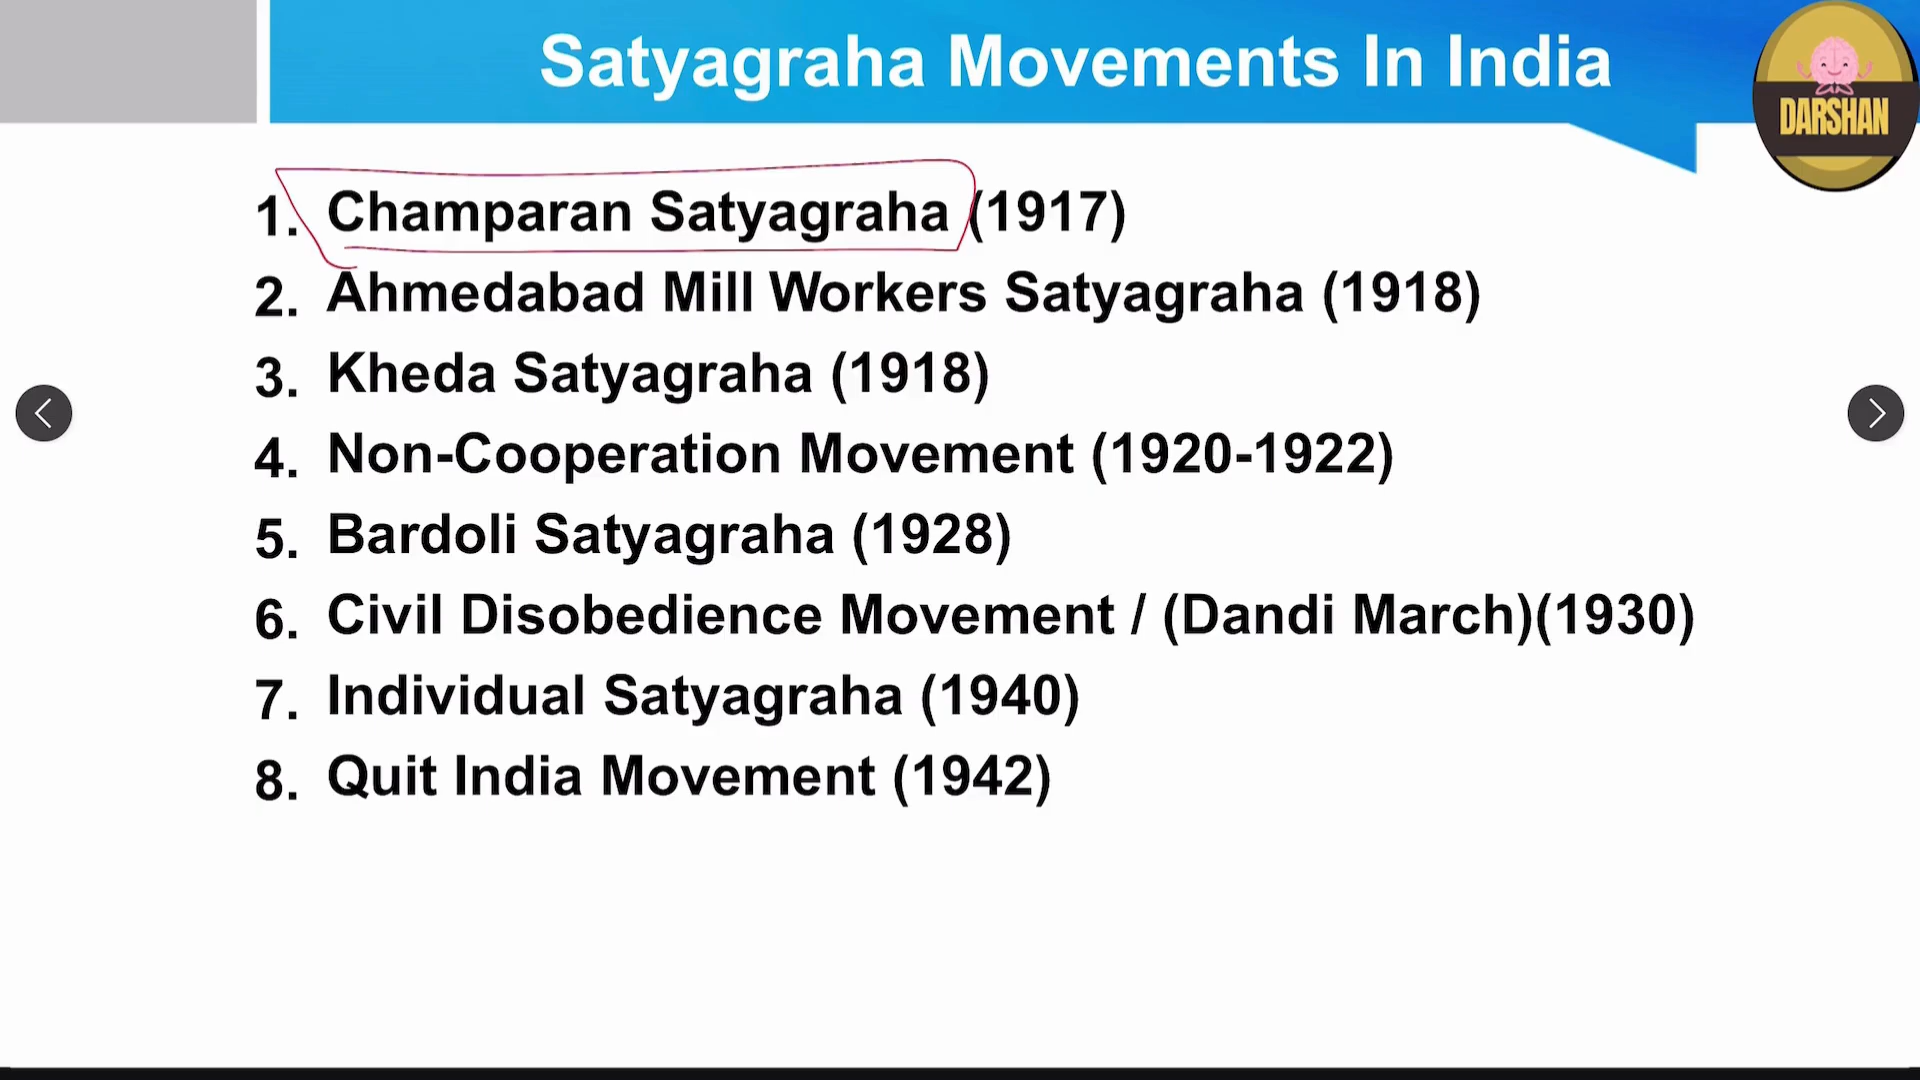 Satyagraha Movements In India
DARSHAN
1. Champaran Satyagraha (1917)
2. Ahmedabad Mill Workers Satyagraha (1918)
3. Kheda Satyagraha (1918)
4. Non-Cooperation Movement (1920-1922)
5. Bardoli Satyagraha (1928)
6. Civil Disobedience Movement / (Dandi March)(1930)
7. Individual Satyagraha (1940)
8. Quit India Movement (1942)